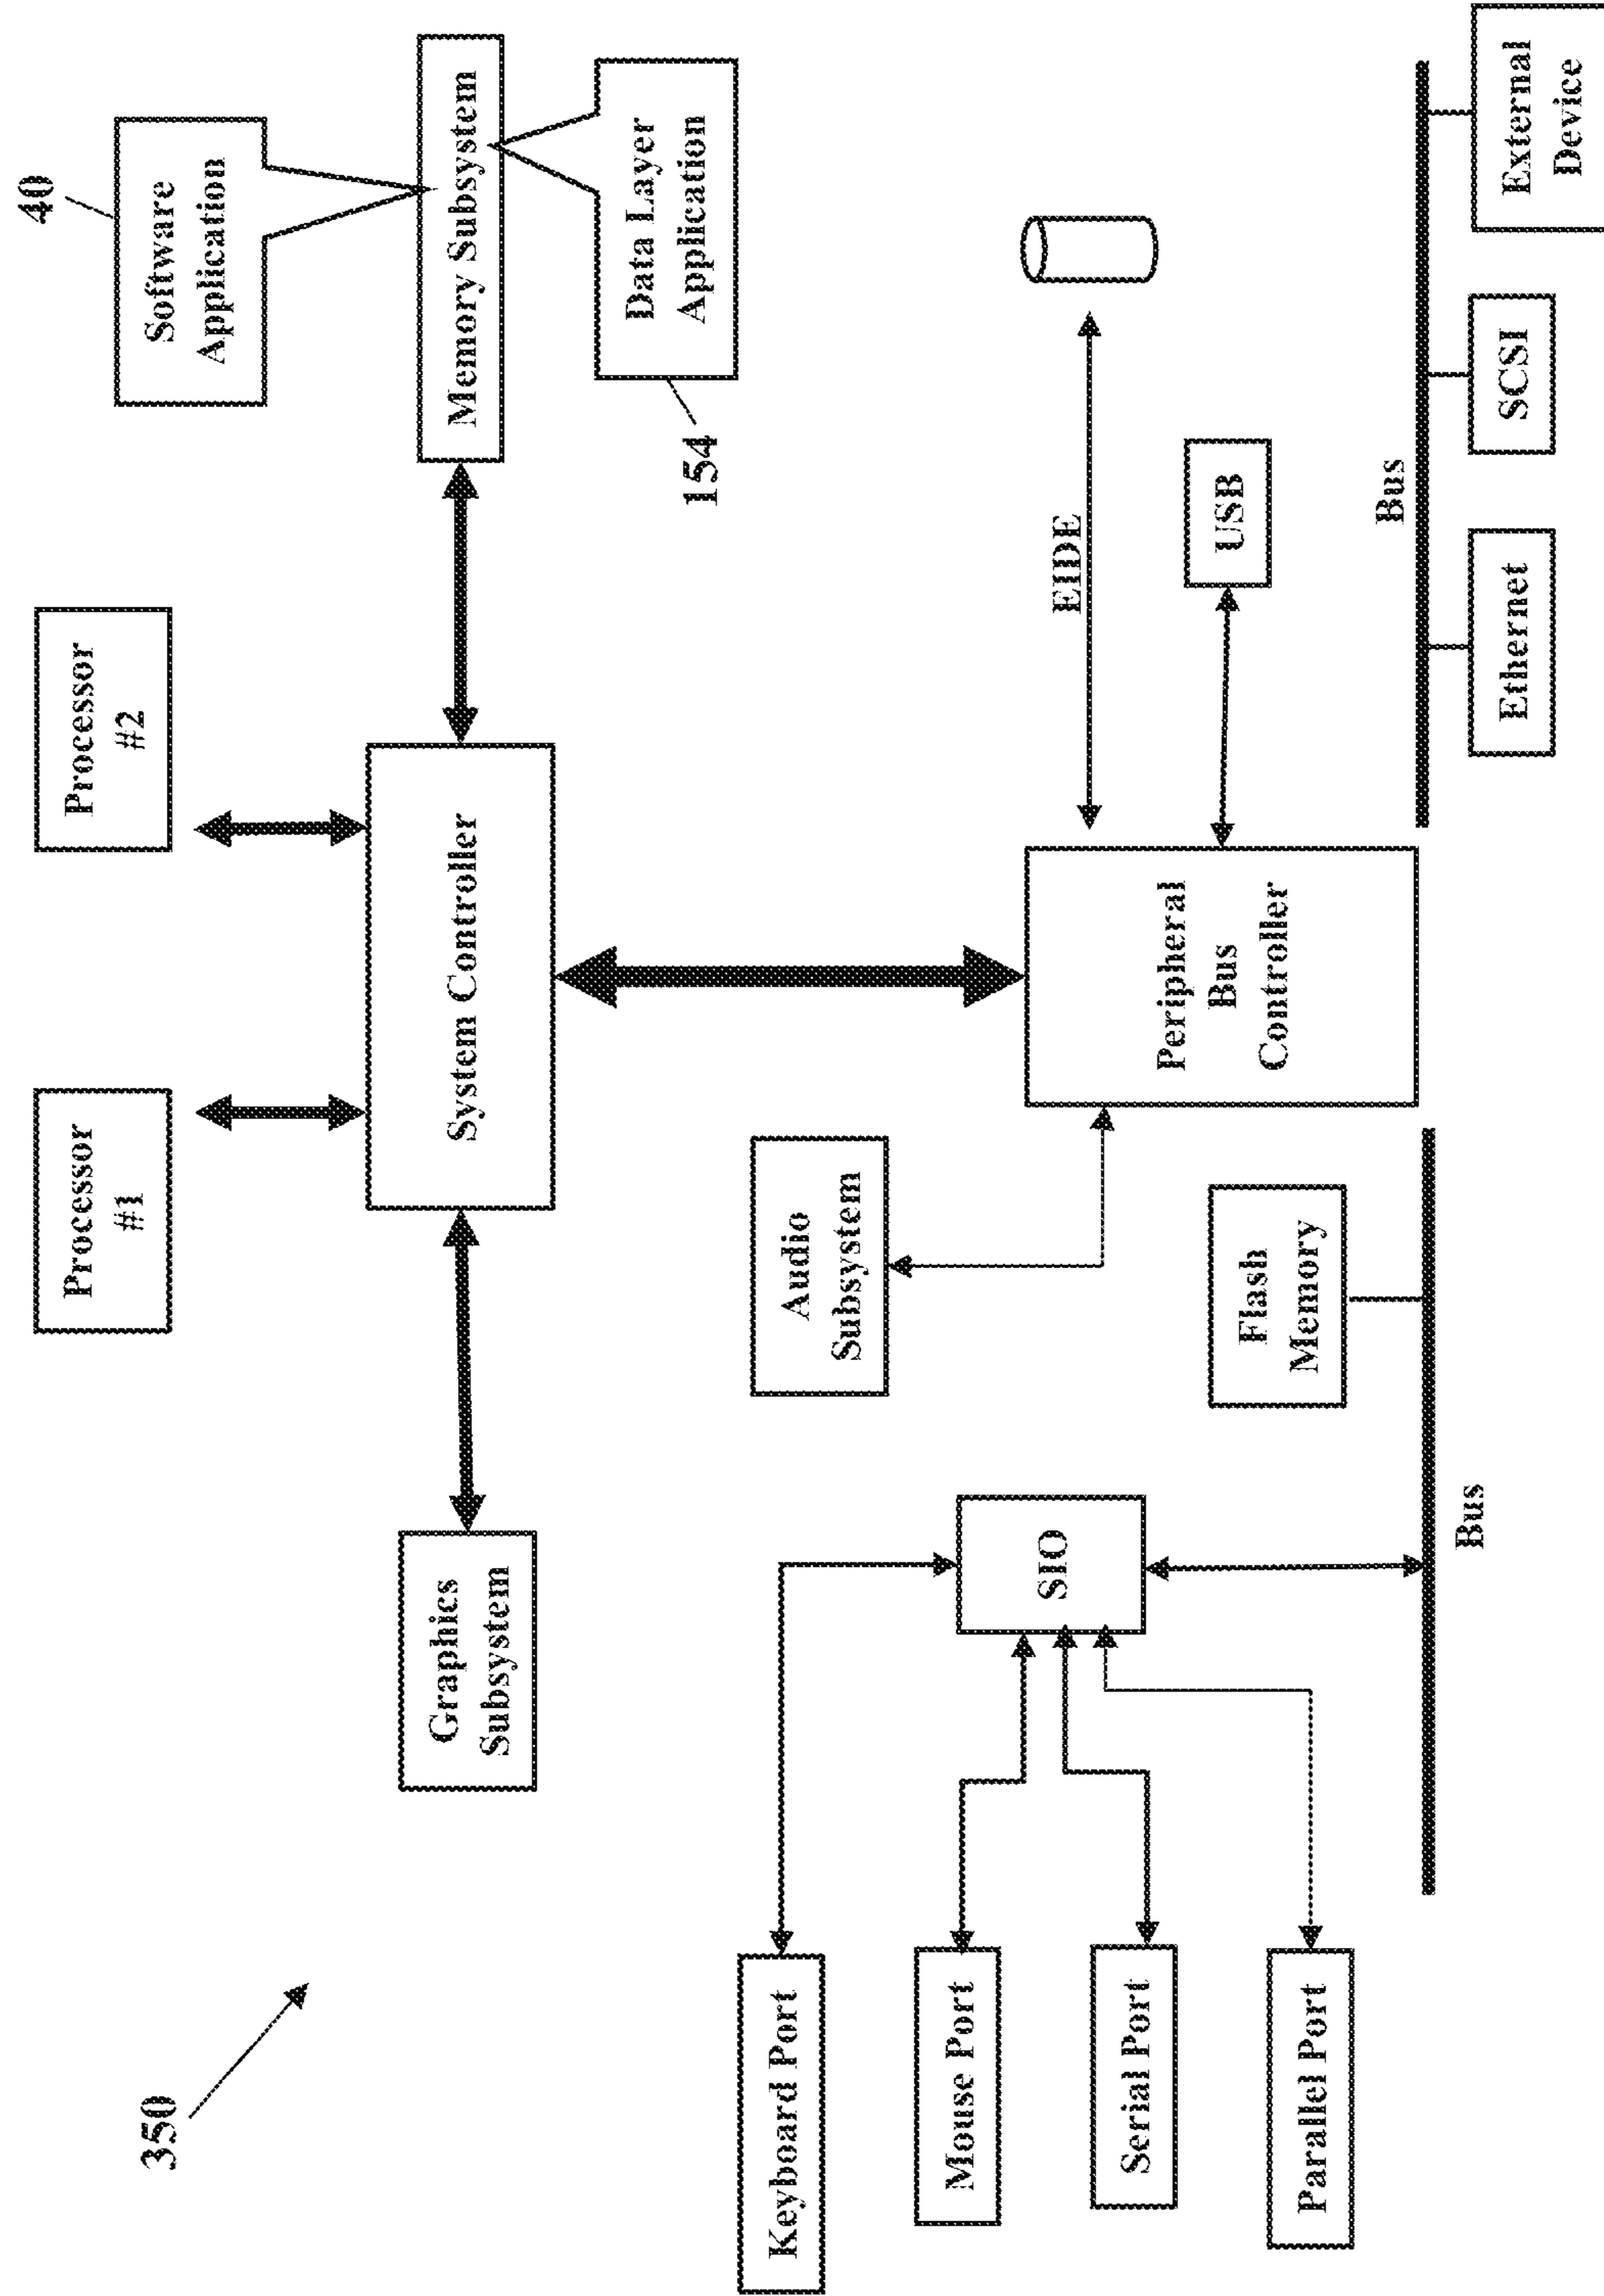 350
Processor
#1
Processor
#2
Software
Application
40
Graphics
Subsystem
System Controller
Memory Subsystem
Data Layer
Application
154
Keyboard Port
Audio
Subsystem
Mouse Port
SIO
EIDE
Serial Port
Peripheral
Bus
Controller
USB
Flash
Memory
Parallel Port
Bus
Bus
Ethernet
SCSI
External
Device